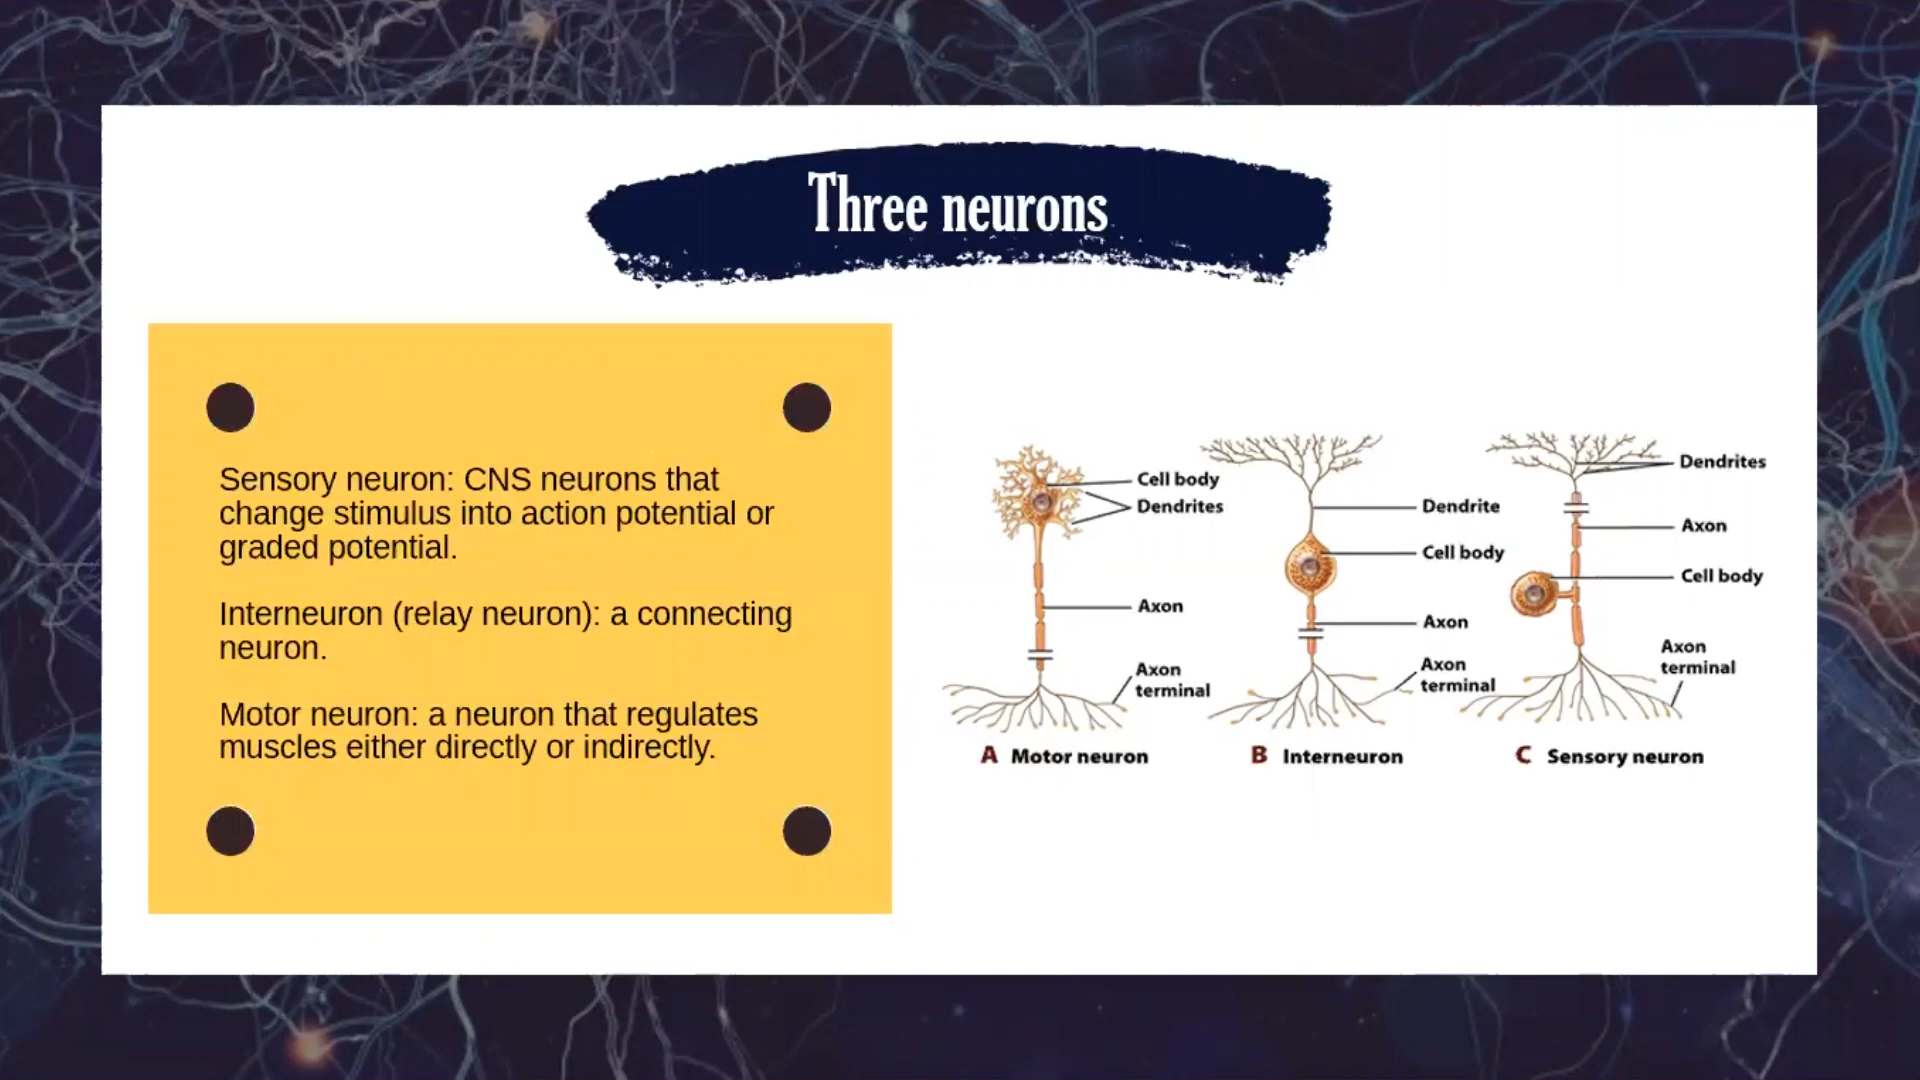 Three neurons
Sensory neuron: CNS neurons that
change stimulus into action potential or
graded potential.
Interneuron (relay neuron): a connecting
neuron.
Motor neuron: a neuron that regulates
muscles either directly or indirectly.
Cell body
Dendrites
Axon
Axon
terminal
A Motor neuron
Dendrite
Cell body
Axon
Axon
terminal
B Interneuron
Dendrites
Axon
Cell body
Axon
terminal
C Sensory neuron